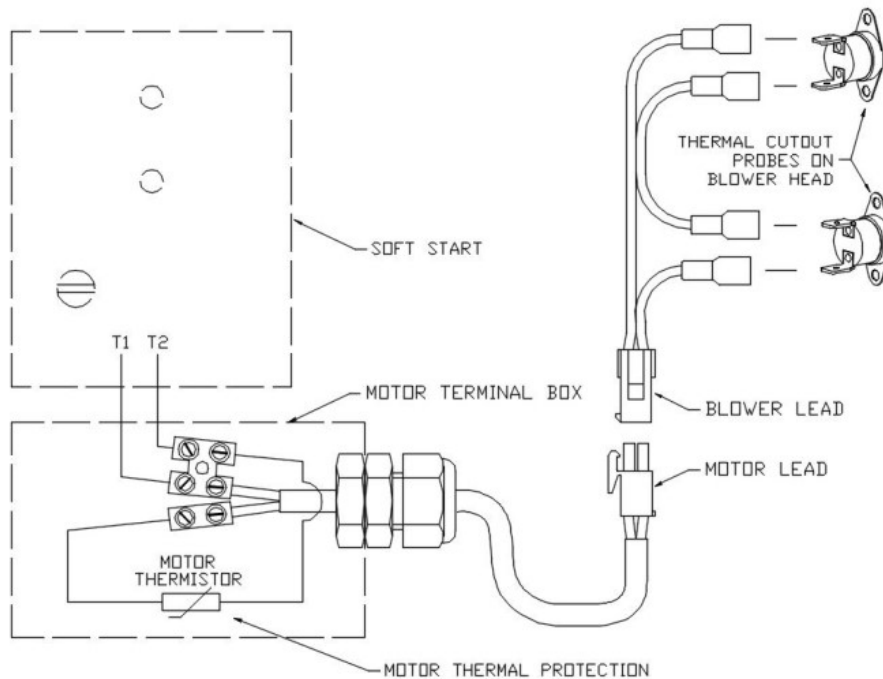 THERMAL CUTOUT
PROBES ON
BLOWER HEAD
SOFT START
T1 T2
MOTOR TERMINAL BOX
BLOWER LEAD
MOTOR LEAD
MOTOR
THERMISTOR
MOTOR THERMAL PROTECTION